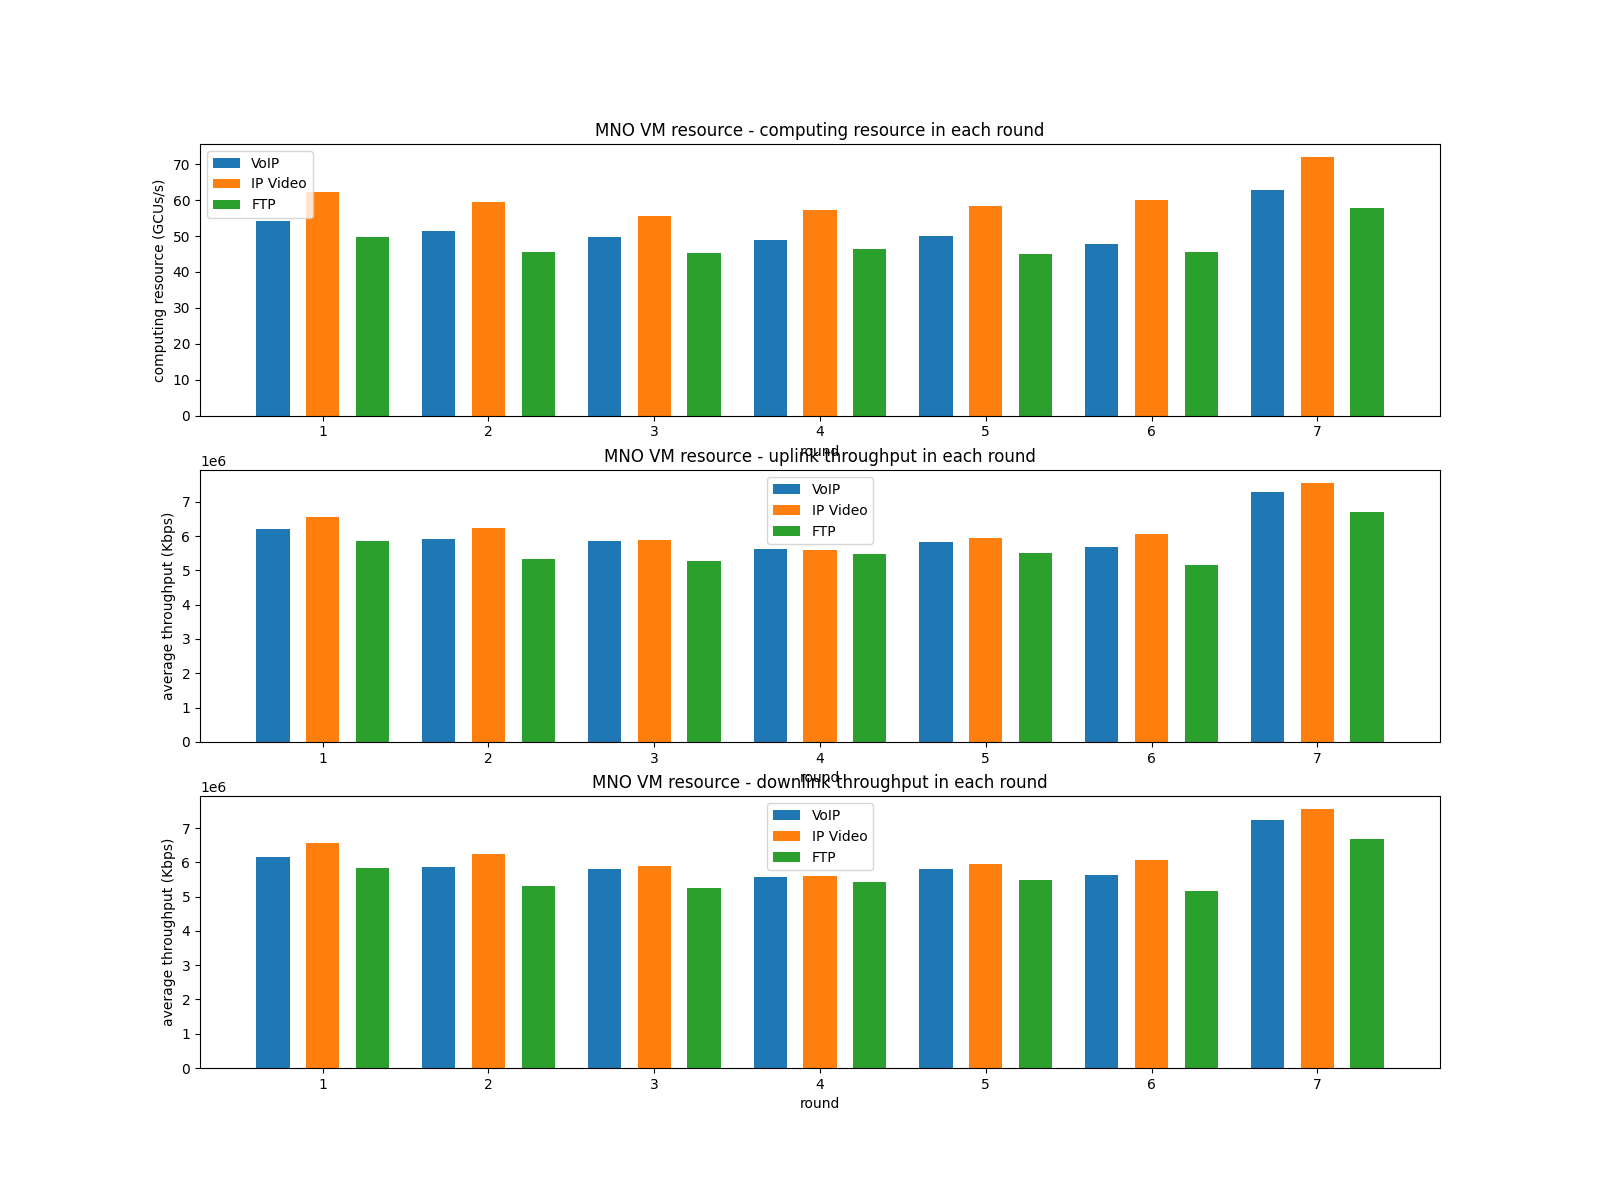 MNO VM resource - computing resource in each round
computing resource (GCUs/s)
70
60
50
40
30
20
10
0
VoIP
IP Video
FTP
1 2 3 4 5 6 7
round
MNO VM resource - uplink throughput in each round
1e6
average throughput (Kbps)
7
6
5
4
3
2
1
0
VoIP
IP Video
FTP
1 2 3 4 5 6 7
round
MNO VM resource - downlink throughput in each round
1e6
average throughput (Kbps)
7
6
5
4
3
2
1
0
VoIP
IP Video
FTP
1 2 3 4 5 6 7
round